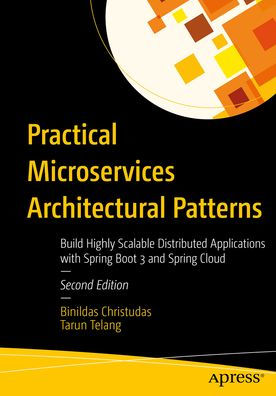 Practical
Microservices
Architectural Patterns
Build Highly Scalable Distributed Applications
with Spring Boot 3 and Spring Cloud
—
Second Edition
—
Binildas Christudas
Tarun Telang
Apress®